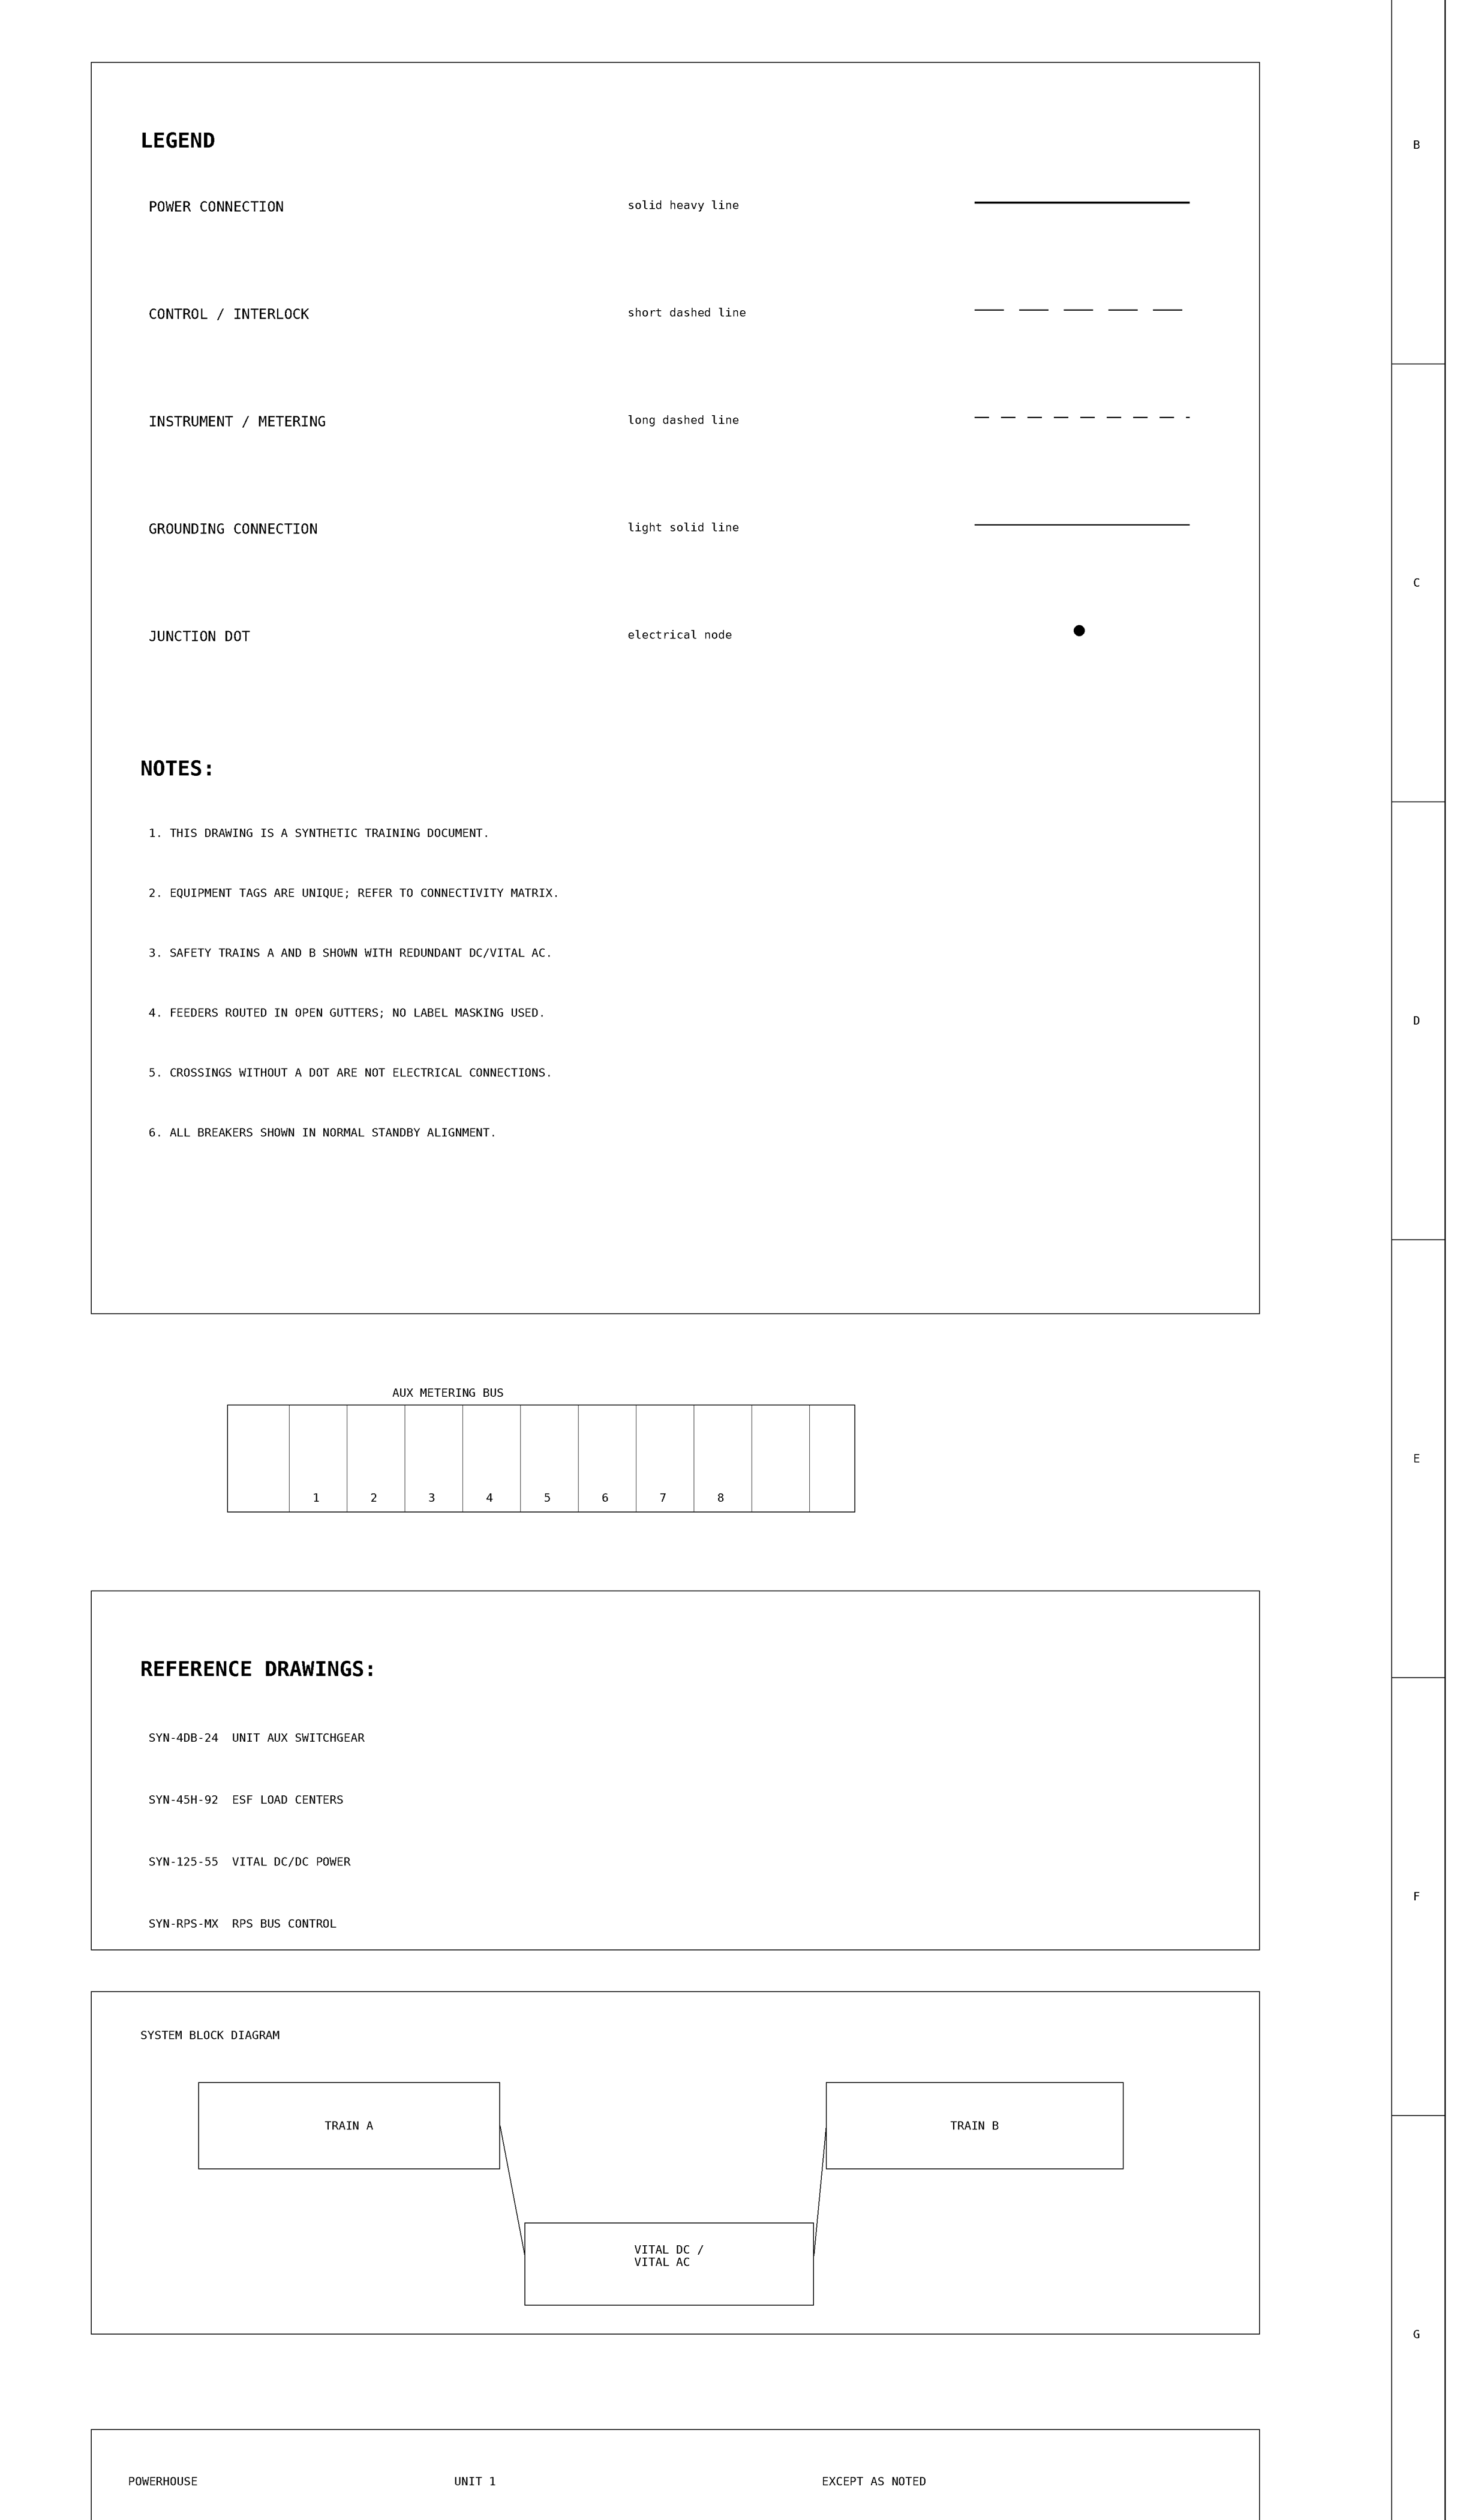 LEGEND
POWER CONNECTION solid heavy line
CONTROL / INTERLOCK short dashed line
INSTRUMENT / METERING long dashed line
GROUNDING CONNECTION light solid line
JUNCTION DOT electrical node
NOTES:
1. THIS DRAWING IS A SYNTHETIC TRAINING DOCUMENT.
2. EQUIPMENT TAGS ARE UNIQUE; REFER TO CONNECTIVITY MATRIX.
3. SAFETY TRAINS A AND B SHOWN WITH REDUNDANT DC/VITAL AC.
4. FEEDERS ROUTED IN OPEN GUTTERS; NO LABEL MASKING USED.
5. CROSSINGS WITHOUT A DOT ARE NOT ELECTRICAL CONNECTIONS.
6. ALL BREAKERS SHOWN IN NORMAL STANDBY ALIGNMENT.
AUX METERING BUS
1 2 3 4 5 6 7 8
REFERENCE DRAWINGS:
SYN-4DB-24 UNIT AUX SWITCHGEAR
SYN-45H-92 ESF LOAD CENTERS
SYN-125-55 VITAL DC/DC POWER
SYN-RPS-MX RPS BUS CONTROL
SYSTEM BLOCK DIAGRAM
TRAIN A TRAIN B
VITAL DC /
VITAL AC
POWERHOUSE UNIT 1 EXCEPT AS NOTED
B
C
D
E
F
G